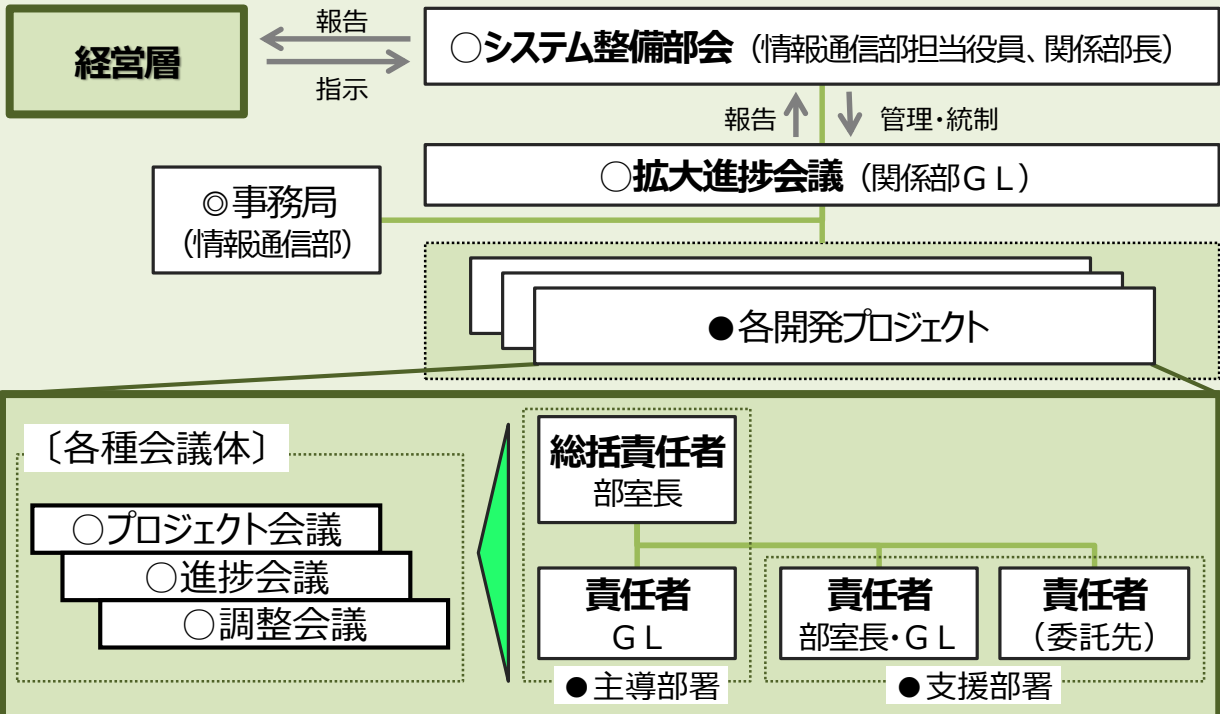 経営層
報告
指示
○システム整備部会（情報通信部担当役員、関係部長）
報告
管理・統制
○拡大進捗会議（関係部ＧＬ）
◎事務局
（情報通信部）
●各開発プロジェクト
〔各種会議体〕
○プロジェクト会議
○進捗会議
○調整会議
総括責任者
部室長
責任者
ＧＬ
責任者
部室長・ＧＬ
責任者
（委託先）
●主導部署
●支援部署